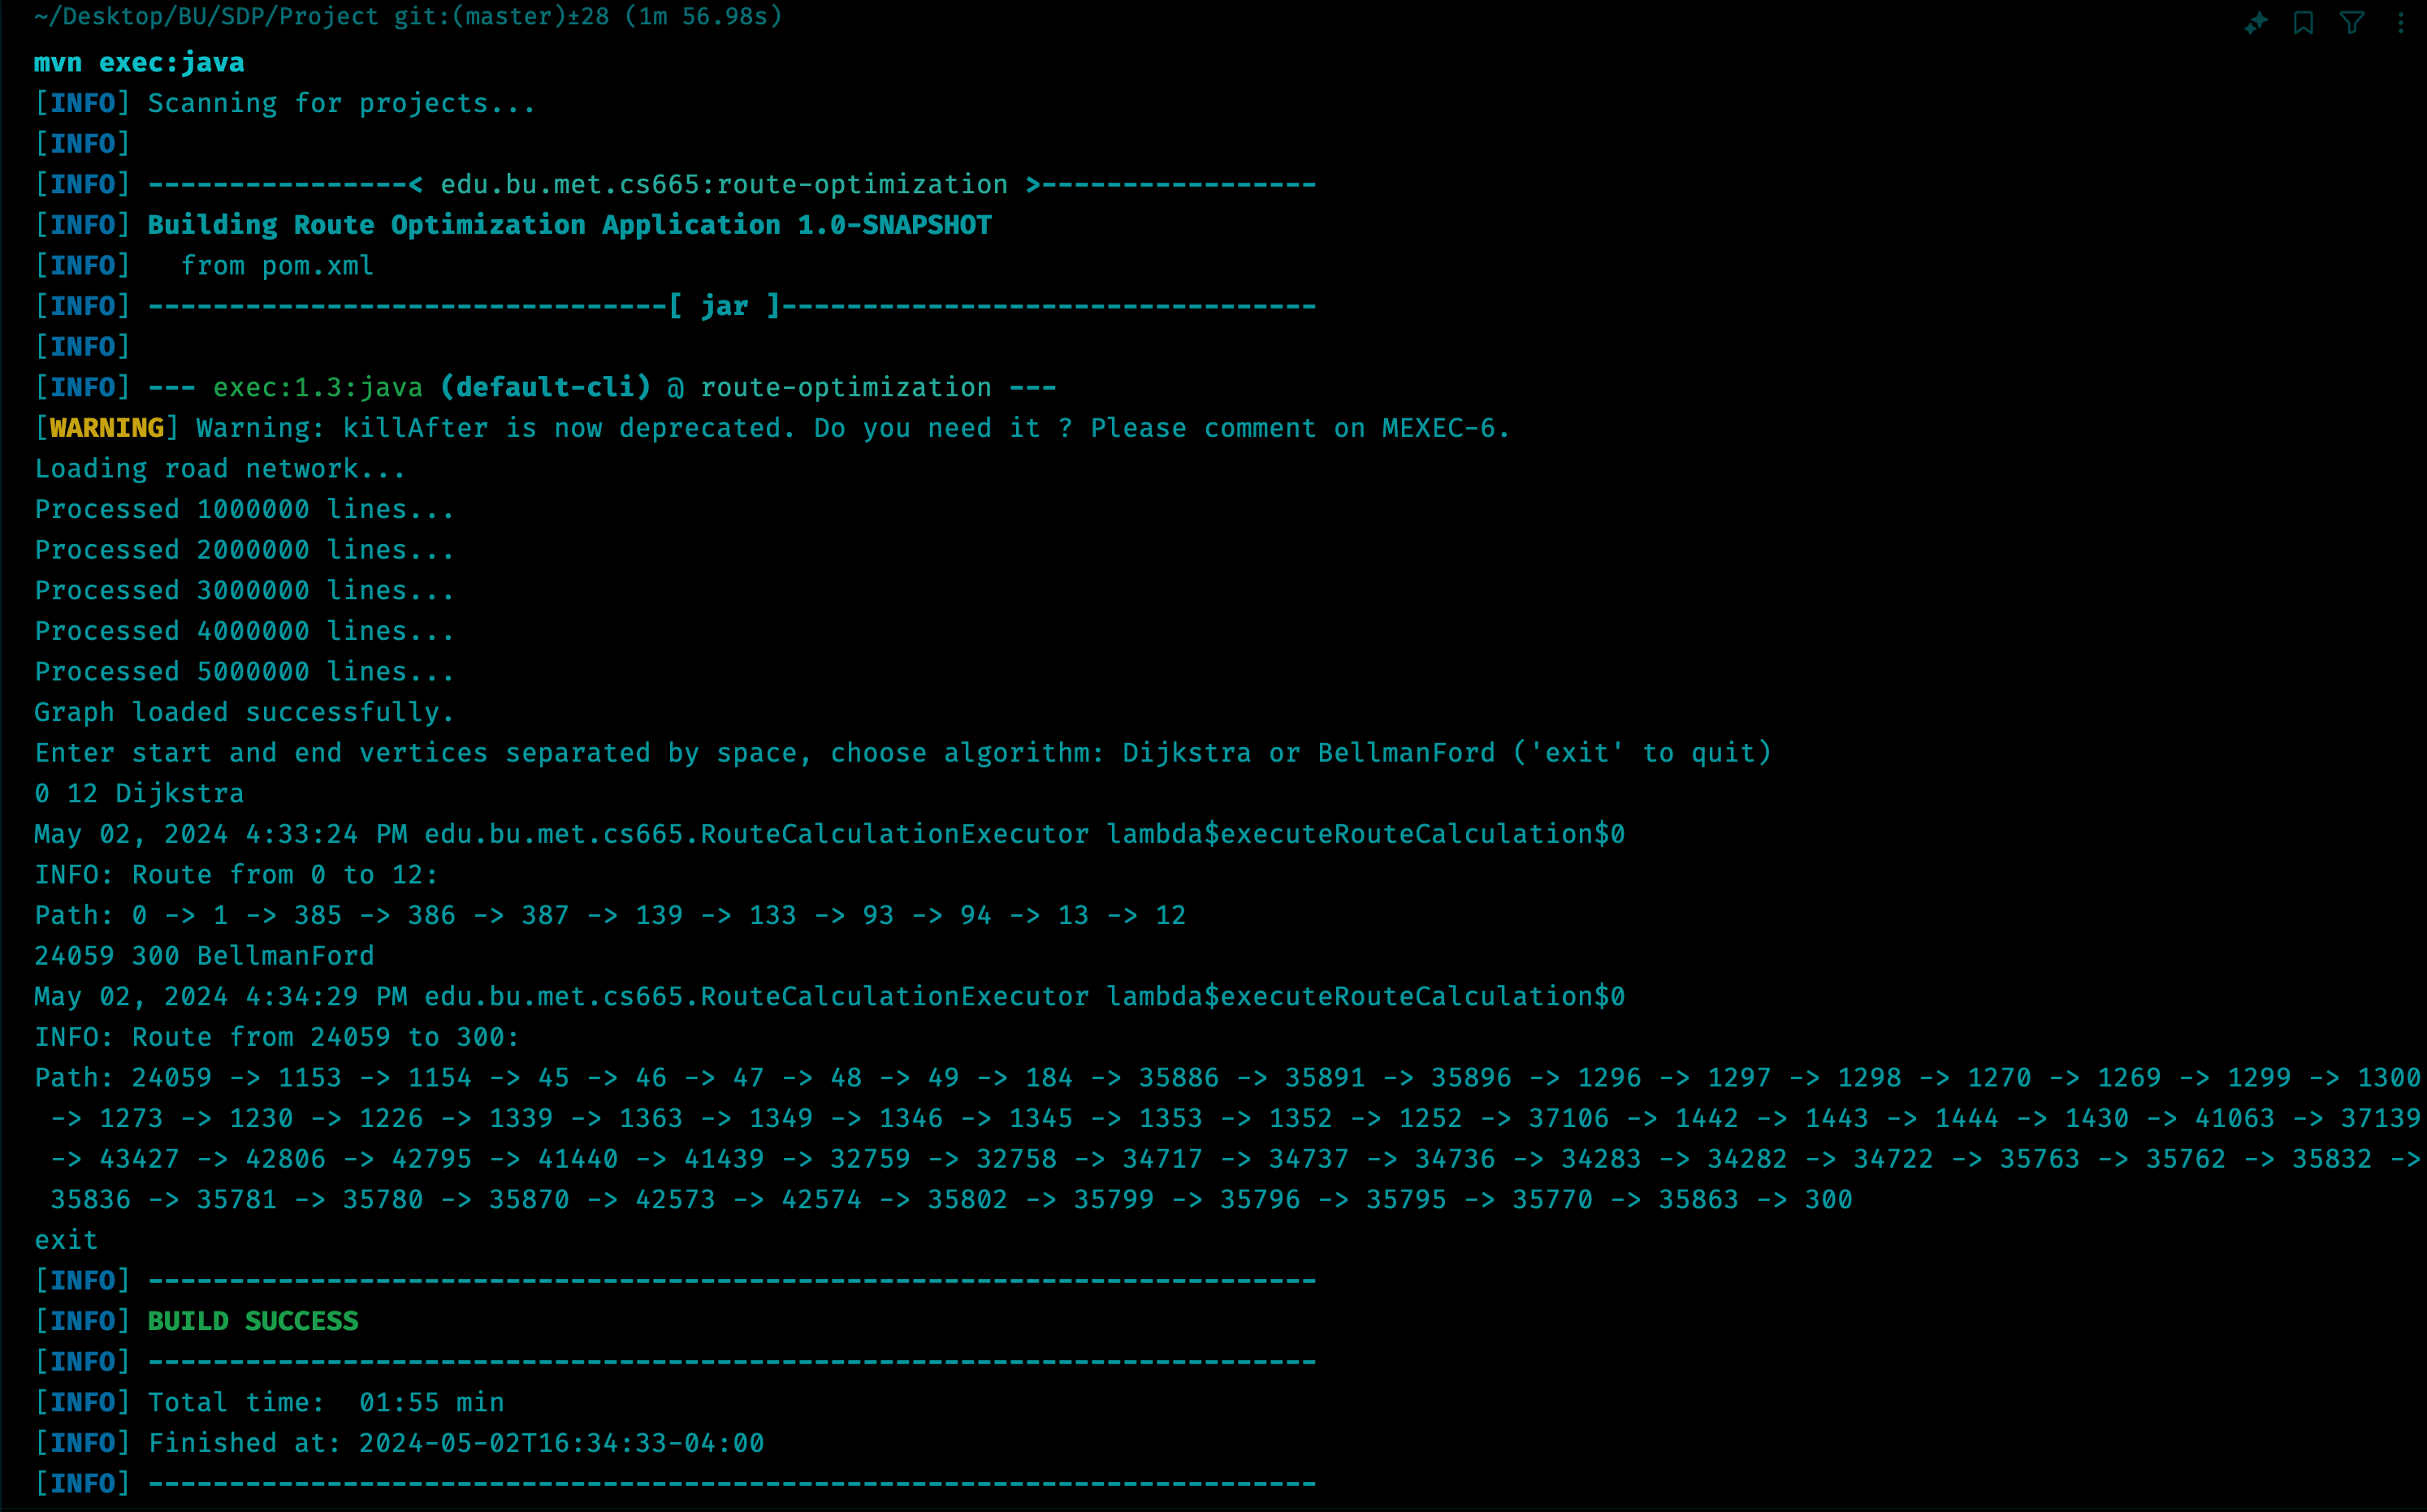 ~/Desktop/BU/SDP/Project git:(master)±28 (1m 56.98s)
mvn exec:java
[INFO] Scanning for projects...
[INFO]
[INFO] ----------------< edu.bu.met.cs665:route-optimization >-----------------
[INFO] Building Route Optimization Application 1.0-SNAPSHOT
[INFO]   from pom.xml
[INFO] --------------------------------[ jar ]---------------------------------
[INFO]
[INFO] --- exec:1.3:java (default-cli) @ route-optimization ---
[WARNING] Warning: killAfter is now deprecated. Do you need it ? Please comment on MEXEC-6.
Loading road network...
Processed 1000000 lines...
Processed 2000000 lines...
Processed 3000000 lines...
Processed 4000000 lines...
Processed 5000000 lines...
Graph loaded successfully.
Enter start and end vertices separated by space, choose algorithm: Dijkstra or BellmanFord ('exit' to quit)
0 12 Dijkstra
May 02, 2024 4:33:24 PM edu.bu.met.cs665.RouteCalculationExecutor lambda$executeRouteCalculation$0
INFO: Route from 0 to 12:
Path: 0 -> 1 -> 385 -> 386 -> 387 -> 139 -> 133 -> 93 -> 94 -> 13 -> 12
24059 300 BellmanFord
May 02, 2024 4:34:29 PM edu.bu.met.cs665.RouteCalculationExecutor lambda$executeRouteCalculation$0
INFO: Route from 24059 to 300:
Path: 24059 -> 1153 -> 1154 -> 45 -> 46 -> 47 -> 48 -> 49 -> 184 -> 35886 -> 35891 -> 35896 -> 1296 -> 1297 -> 1298 -> 1270 -> 1269 -> 1299 -> 1300
 -> 1273 -> 1230 -> 1226 -> 1339 -> 1363 -> 1349 -> 1346 -> 1345 -> 1353 -> 1352 -> 1252 -> 37106 -> 1442 -> 1443 -> 1444 -> 1430 -> 41063 -> 37139
 -> 43427 -> 42806 -> 42795 -> 41440 -> 41439 -> 32759 -> 32758 -> 34717 -> 34737 -> 34736 -> 34283 -> 34282 -> 34722 -> 35763 -> 35762 -> 35832 ->
 35836 -> 35781 -> 35780 -> 35870 -> 42573 -> 42574 -> 35802 -> 35799 -> 35796 -> 35795 -> 35770 -> 35863 -> 300
exit
[INFO] ------------------------------------------------------------------------
[INFO] BUILD SUCCESS
[INFO] ------------------------------------------------------------------------
[INFO] Total time:  01:55 min
[INFO] Finished at: 2024-05-02T16:34:33-04:00
[INFO] ------------------------------------------------------------------------